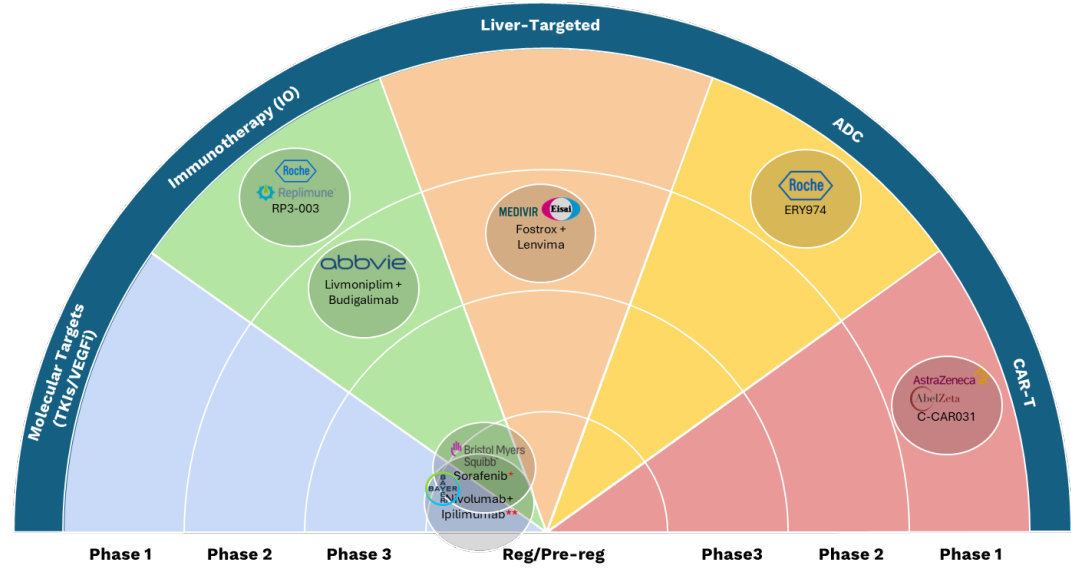 Liver-Targeted
Immunotherapy (IO)
ADC
Molecular Targets
(TKIs/VEGFi)
CAR-T
Roche
Replimune
RP3-003
abbvie
Livmoniplim +
Budigalimab
MEDIVIR Eisai
Fostrox +
Lenvima
Roche
ERY974
AstraZeneca
AbelZeta
C-CAR031
Bristol Myers
Squibb
Sorafenib*
BAYER
BAYER
Nivolumab+
Ipilimumab**
Phase 1
Phase 2
Phase 3
Reg/Pre-reg
Phase3
Phase 2
Phase 1